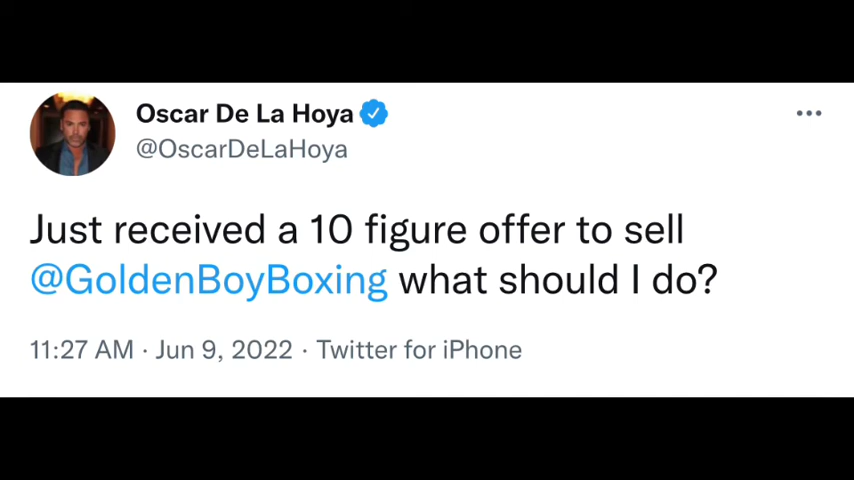 Oscar De La Hoya
@OscarDeLaHoya
Just received a 10 figure offer to sell
@GoldenBoyBoxing what should I do?
11:27 AM · Jun 9, 2022 · Twitter for iPhone